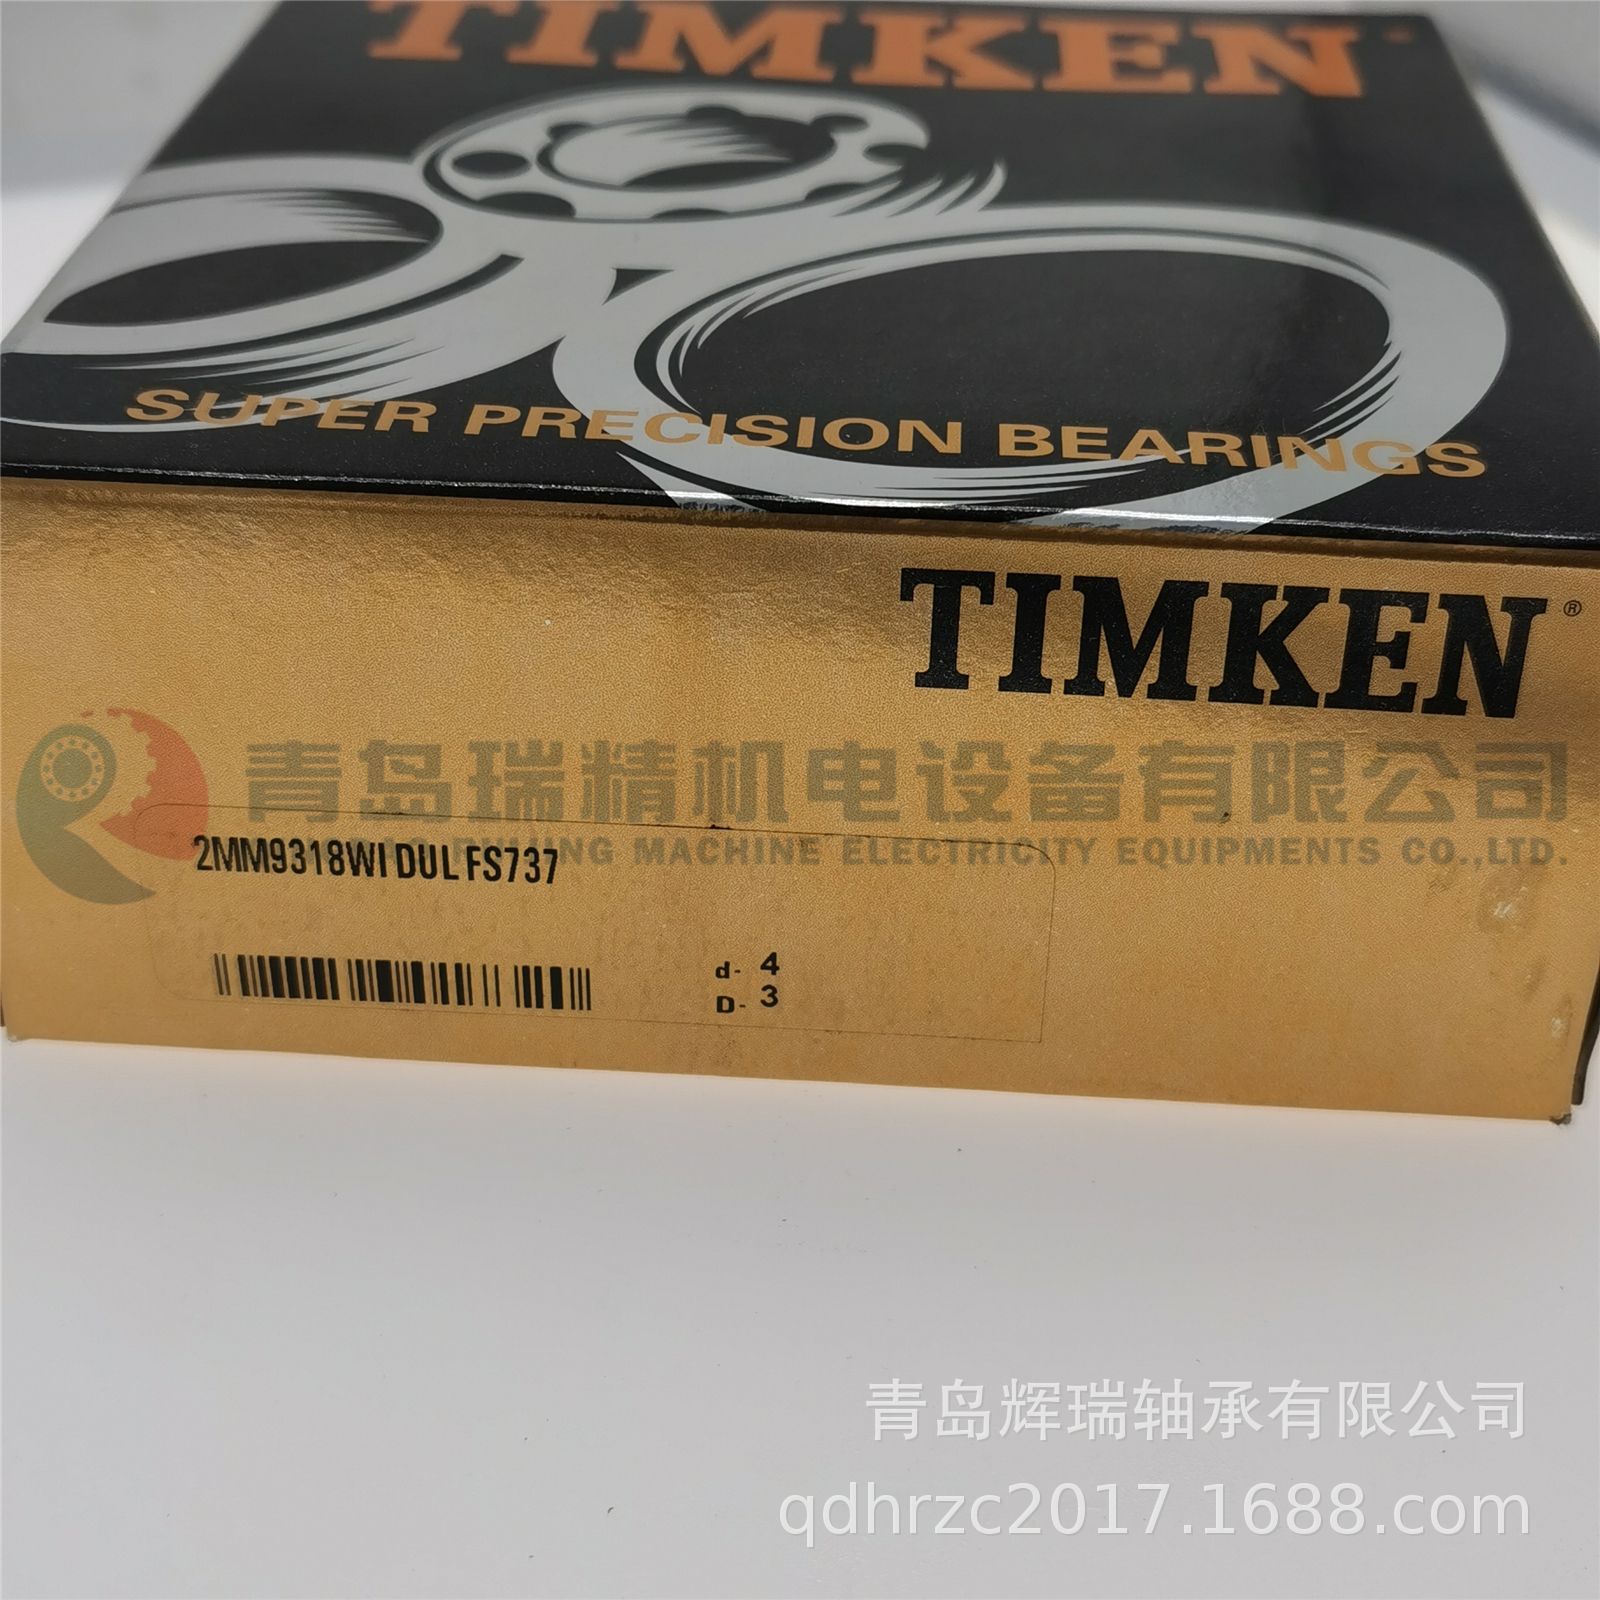 TIMKEN
SUPER PRECISION BEARINGS
TIMKEN®
青岛瑞精机电设备有限公司
MACHINE ELECTRICITY EQUIPMENTS CO.,LTD.
2MM9318WI DUL FS737
d- 4
D- 3
青岛辉瑞轴承有限公司
qdhrzc2017.1688.com